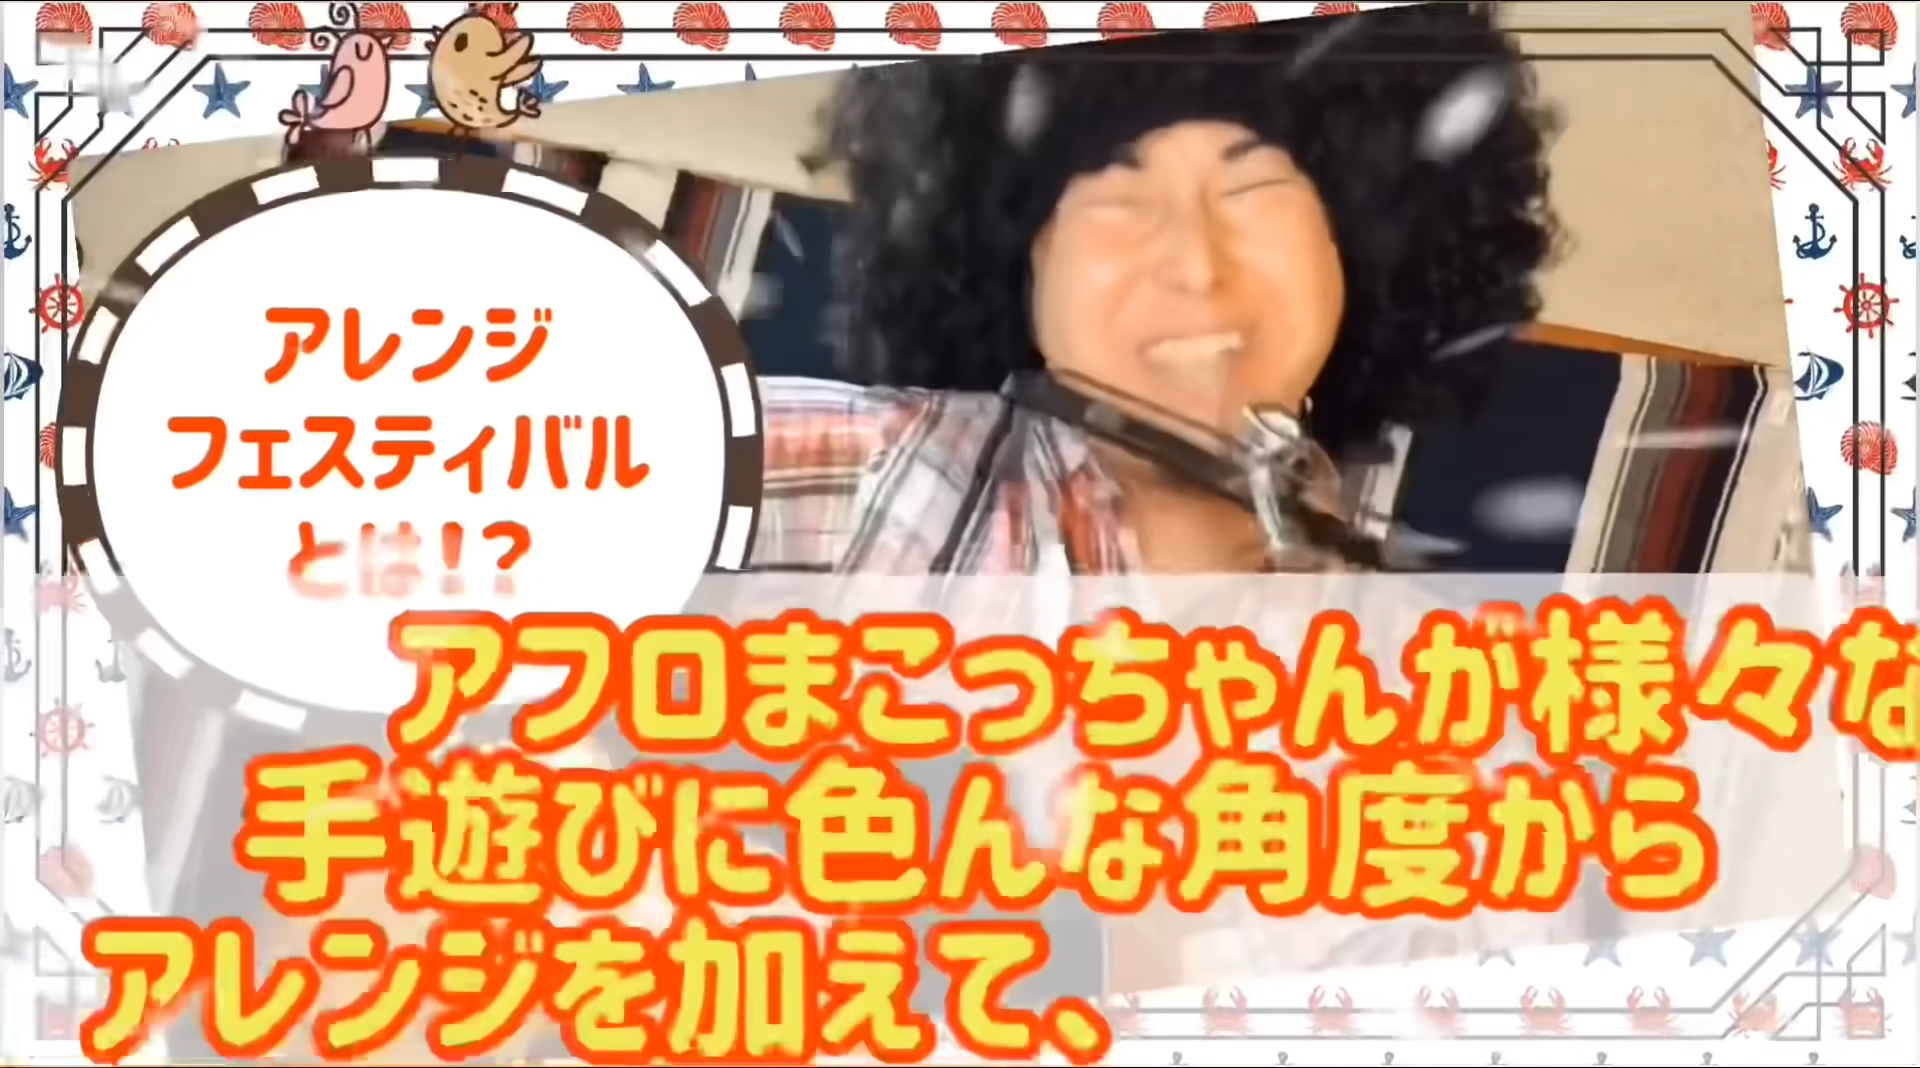 アレンジ
フェスティバル
とは!?
アフロまこっちゃんが様々な
手遊びに色んな角度から
アレンジを加えて、